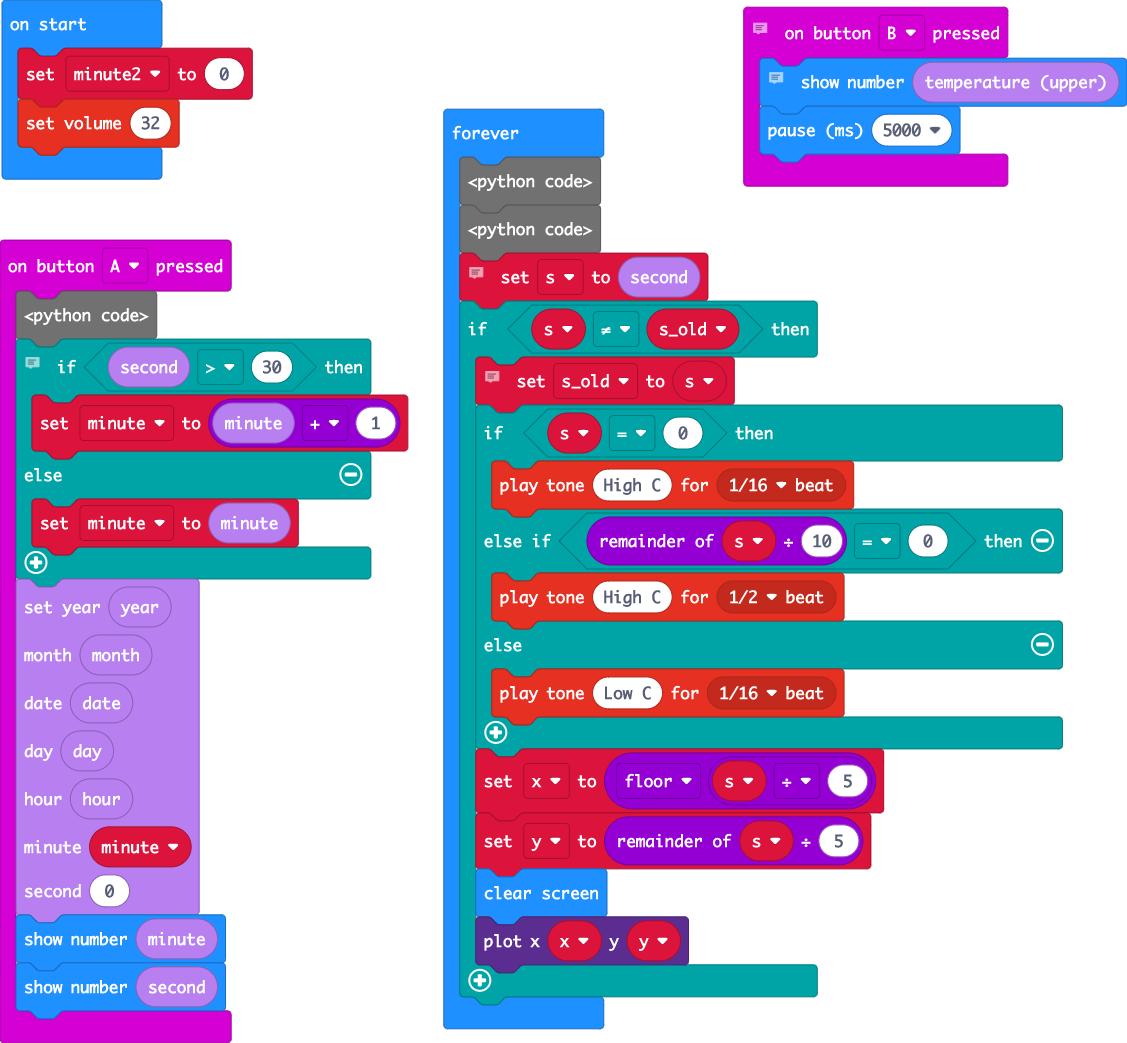 on start
set minute2 to 0
set volume 32
on button A pressed
<python code>
if second > 30 then
set minute to minute + 1
else
set minute to minute
set year year
month month
date date
day day
hour hour
minute minute
second 0
show number minute
show number second
forever
<python code>
<python code>
set s to second
if s ≠ s_old then
set s_old to s
if s = 0 then
play tone High C for 1/16 beat
else if remainder of s ÷ 10 = 0 then
play tone High C for 1/2 beat
else
play tone Low C for 1/16 beat
set x to floor s ÷ 5
set y to remainder of s ÷ 5
clear screen
plot x x y y
on button B pressed
show number temperature (upper)
pause (ms) 5000